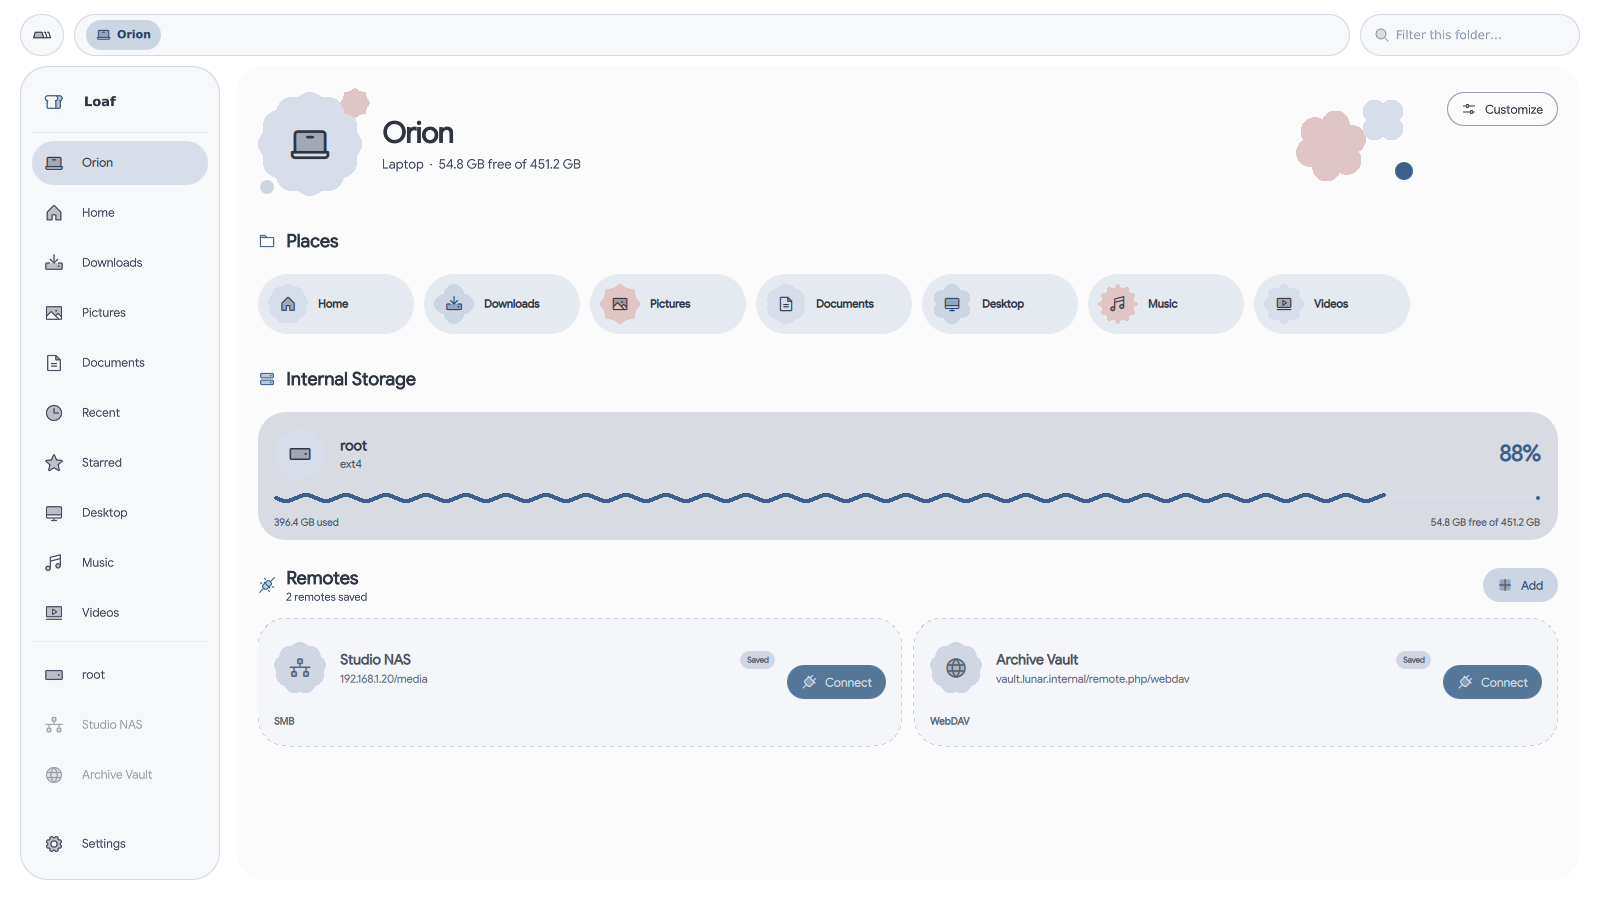 Orion
Filter this folder...
Loaf
Orion
Home
Downloads
Pictures
Documents
Recent
Starred
Desktop
Music
Videos
root
Studio NAS
Archive Vault
Settings
Orion
Laptop · 54.8 GB free of 451.2 GB
Customize
Places
Home
Downloads
Pictures
Documents
Desktop
Music
Videos
Internal Storage
root
ext4
88%
396.4 GB used
54.8 GB free of 451.2 GB
Remotes
2 remotes saved
Add
Studio NAS
192.168.1.20/media
Saved
Connect
SMB
Archive Vault
vault.lunar.internal/remote.php/webdav
Saved
Connect
WebDAV